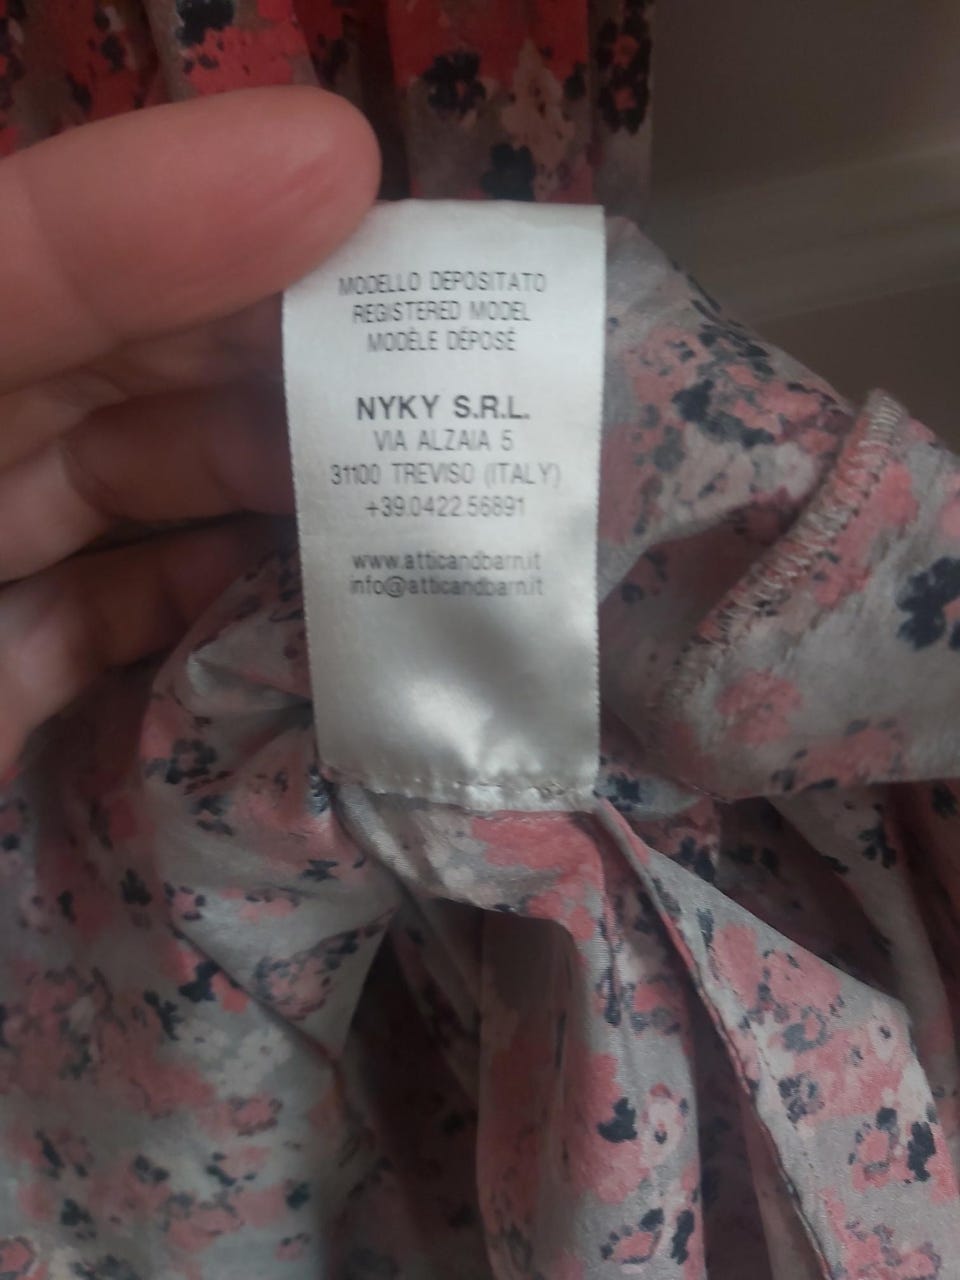 MODELLO DEPOSITATO
REGISTERED MODEL
MODÈLE DÉPOSÉ
NYKY S.R.L.
VIA ALZAIA 5
31100 TREVISO (ITALY)
+39.0422.56891
www.atticandbarn.it
info@atticandbarn.it